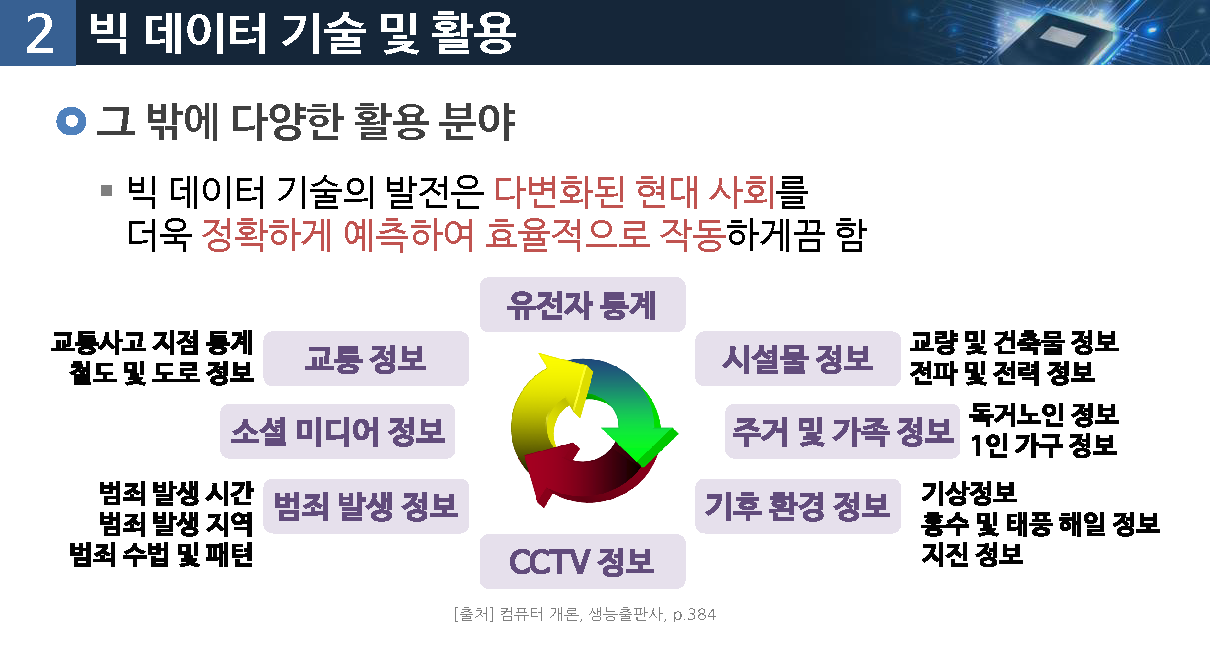 2 빅 데이터 기술 및 활용
그 밖에 다양한 활용 분야
빅 데이터 기술의 발전은 다변화된 현대 사회를
더욱 정확하게 예측하여 효율적으로 작동하게끔 함
유전자 통계
교통사고 지점 통계
철도 및 도로 정보
교통 정보
시설물 정보
교량 및 건축물 정보
전파 및 전력 정보
소셜 미디어 정보
주거 및 가족 정보
독거노인 정보
1인 가구 정보
범죄 발생 시간
범죄 발생 지역
범죄 수법 및 패턴
범죄 발생 정보
기후 환경 정보
기상정보
홍수 및 태풍 해일 정보
지진 정보
CCTV 정보
[출처] 컴퓨터 개론, 생능출판사, p.384